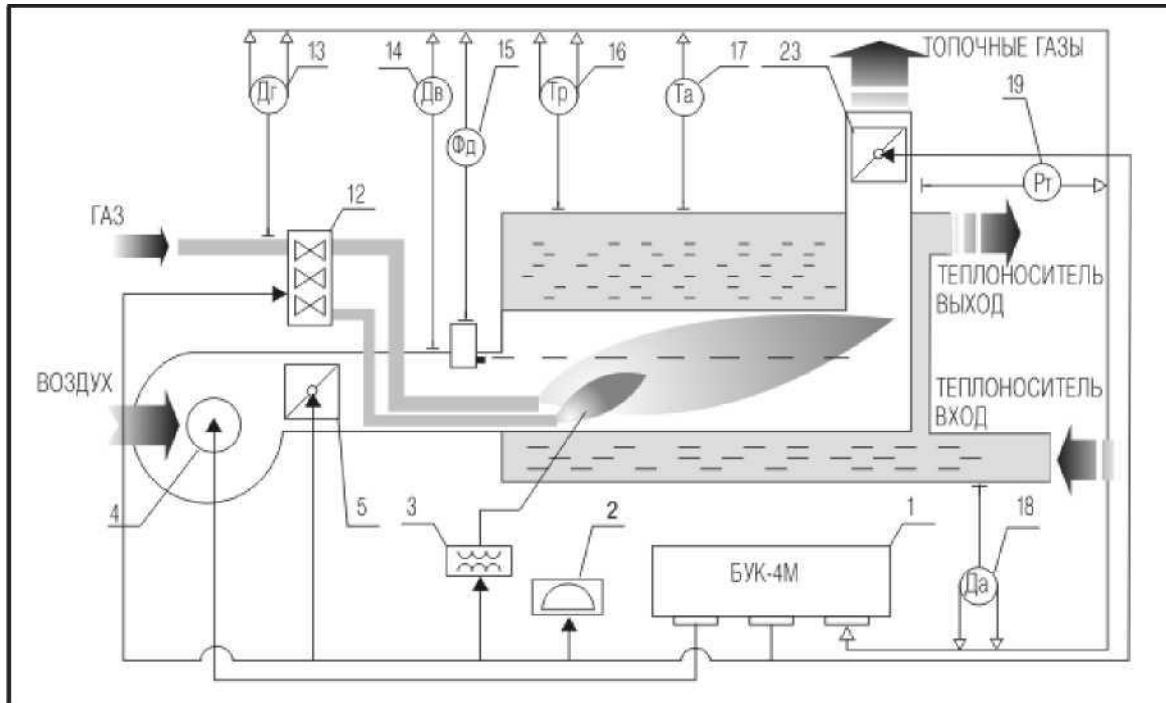 13
14
15
16
17
23
ТОПОЧНЫЕ ГАЗЫ
19
Дг
Дв
Тр
Та
Фд
Рт
12
ГАЗ
ТЕПЛОНОСИТЕЛЬ
ВЫХОД
ВОЗДУХ
ТЕПЛОНОСИТЕЛЬ
ВХОД
4
5
3
2
1
18
БУК-4М
Да